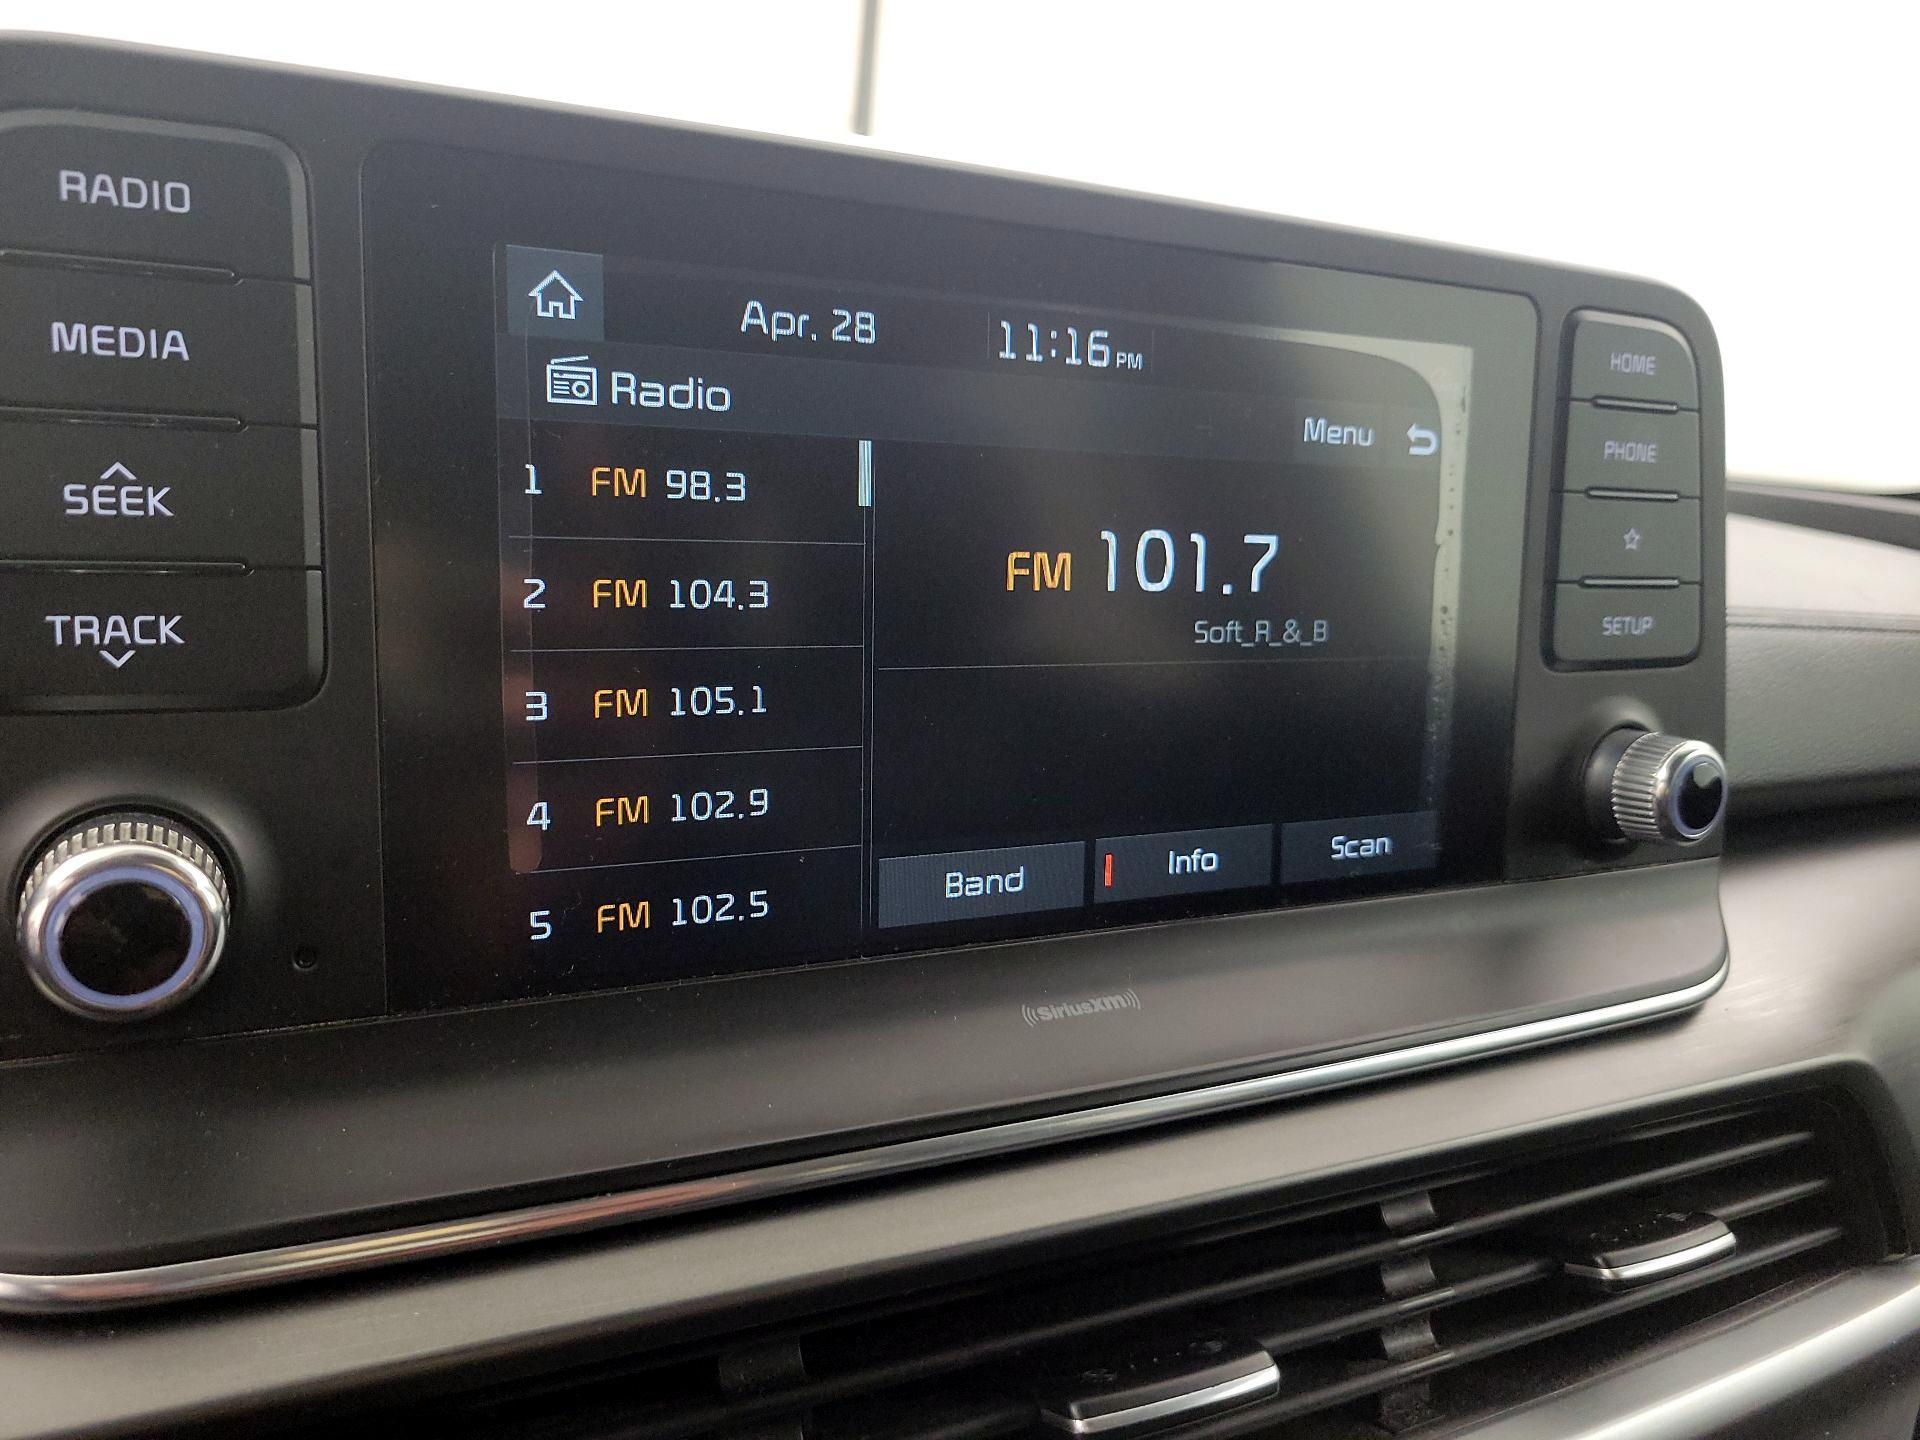 RADIO
MEDIA
SEEK
TRACK
Apr. 28 11:16 PM
Radio
Menu
1 FM 98.3
2 FM 104.3
3 FM 105.1
4 FM 102.9
5 FM 102.5
FM 101.7
Soft_R_&_B
Band Info Scan
HOME
PHONE
SETUP
((SiriusXM))